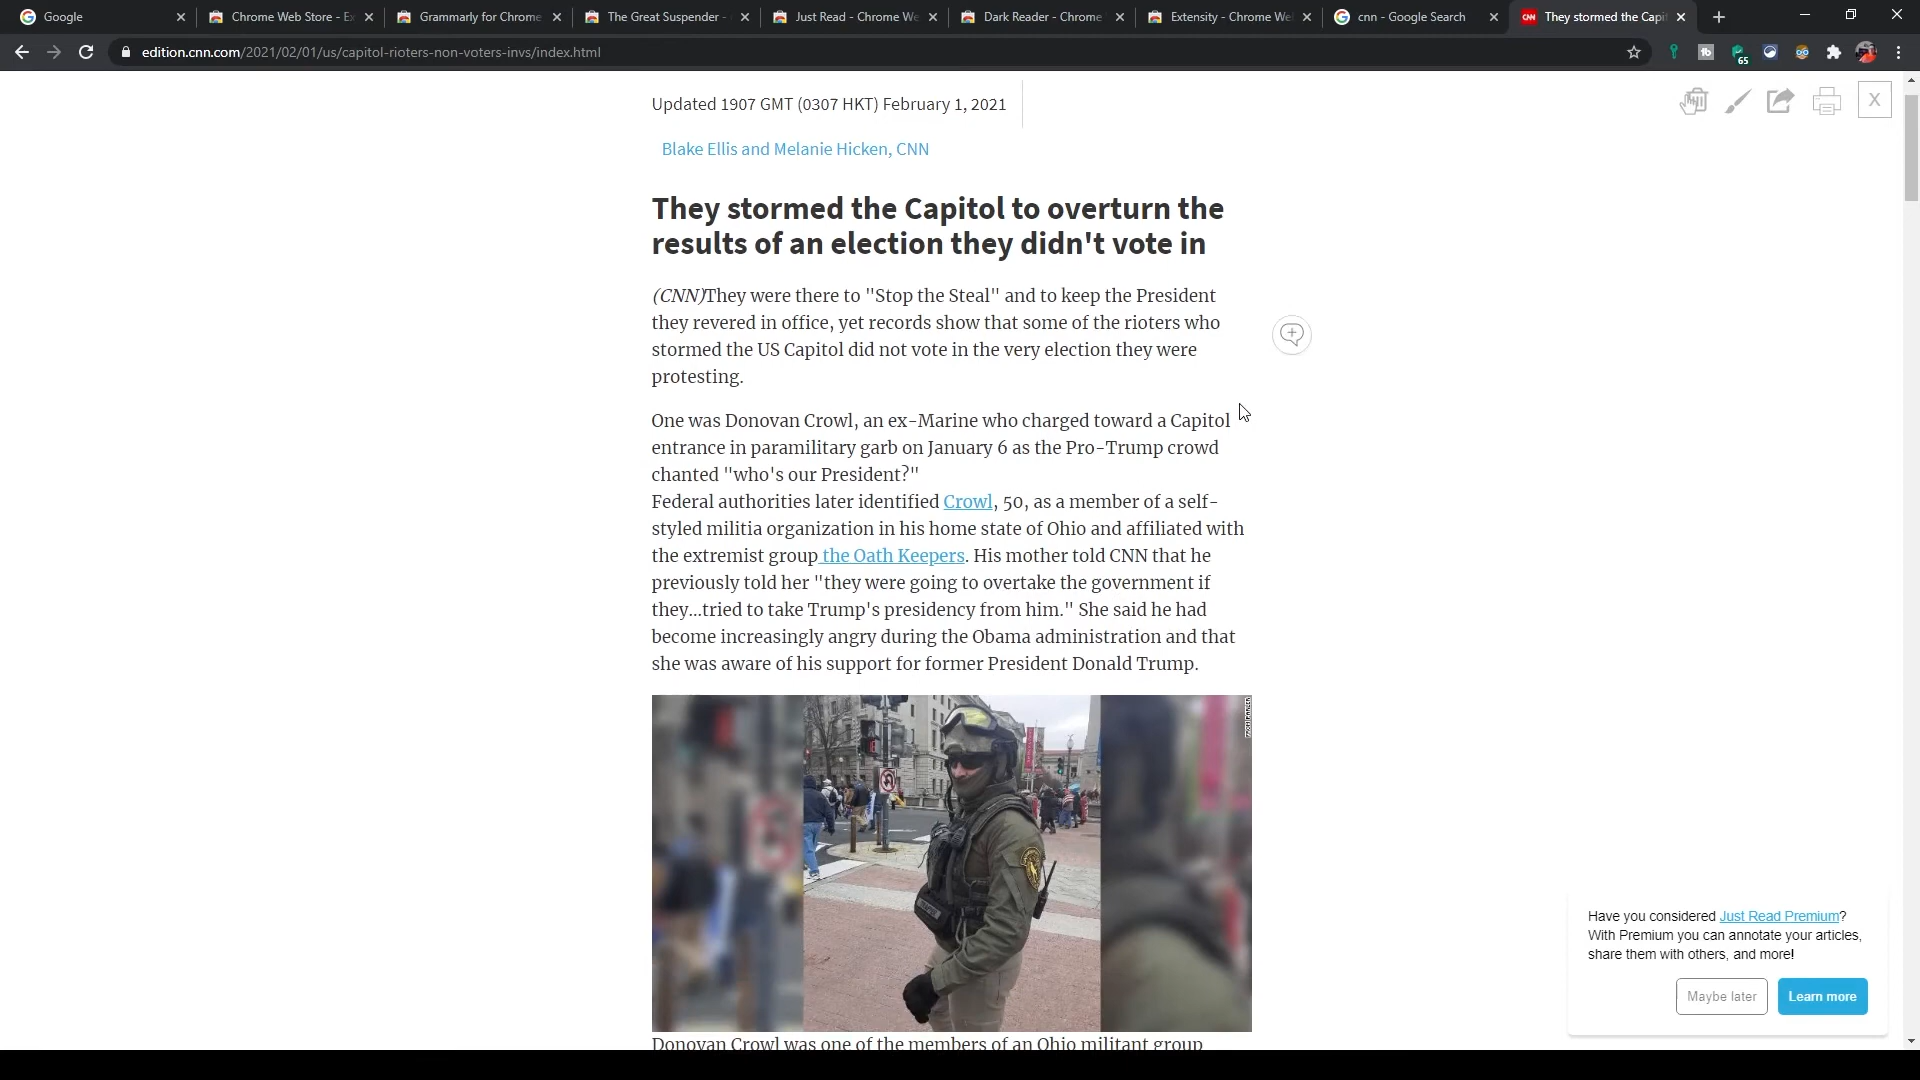 Google
Chrome Web Store - Ex
Grammarly for Chrome
The Great Suspender -
Just Read - Chrome We
Dark Reader - Chrome
Extensity - Chrome We
cnn - Google Search
CNN
They stormed the Capit
edition.cnn.com/2021/02/01/us/capitol-rioters-non-voters-invs/index.html
65
Updated 1907 GMT (0307 HKT) February 1, 2021
X
Blake Ellis and Melanie Hicken, CNN
They stormed the Capitol to overturn the
results of an election they didn't vote in
(CNN)They were there to "Stop the Steal" and to keep the President
they revered in office, yet records show that some of the rioters who
stormed the US Capitol did not vote in the very election they were
protesting.
One was Donovan Crowl, an ex-Marine who charged toward a Capitol
entrance in paramilitary garb on January 6 as the Pro-Trump crowd
chanted "who's our President?"
Federal authorities later identified Crowl, 50, as a member of a self-
styled militia organization in his home state of Ohio and affiliated with
the extremist group the Oath Keepers. His mother told CNN that he
previously told her "they were going to overtake the government if
they...tried to take Trump's presidency from him." She said he had
become increasingly angry during the Obama administration and that
she was aware of his support for former President Donald Trump.
Donovan Crowl was one of the members of an Ohio militant group
Have you considered Just Read Premium?
With Premium you can annotate your articles,
share them with others, and more!
Maybe later
Learn more